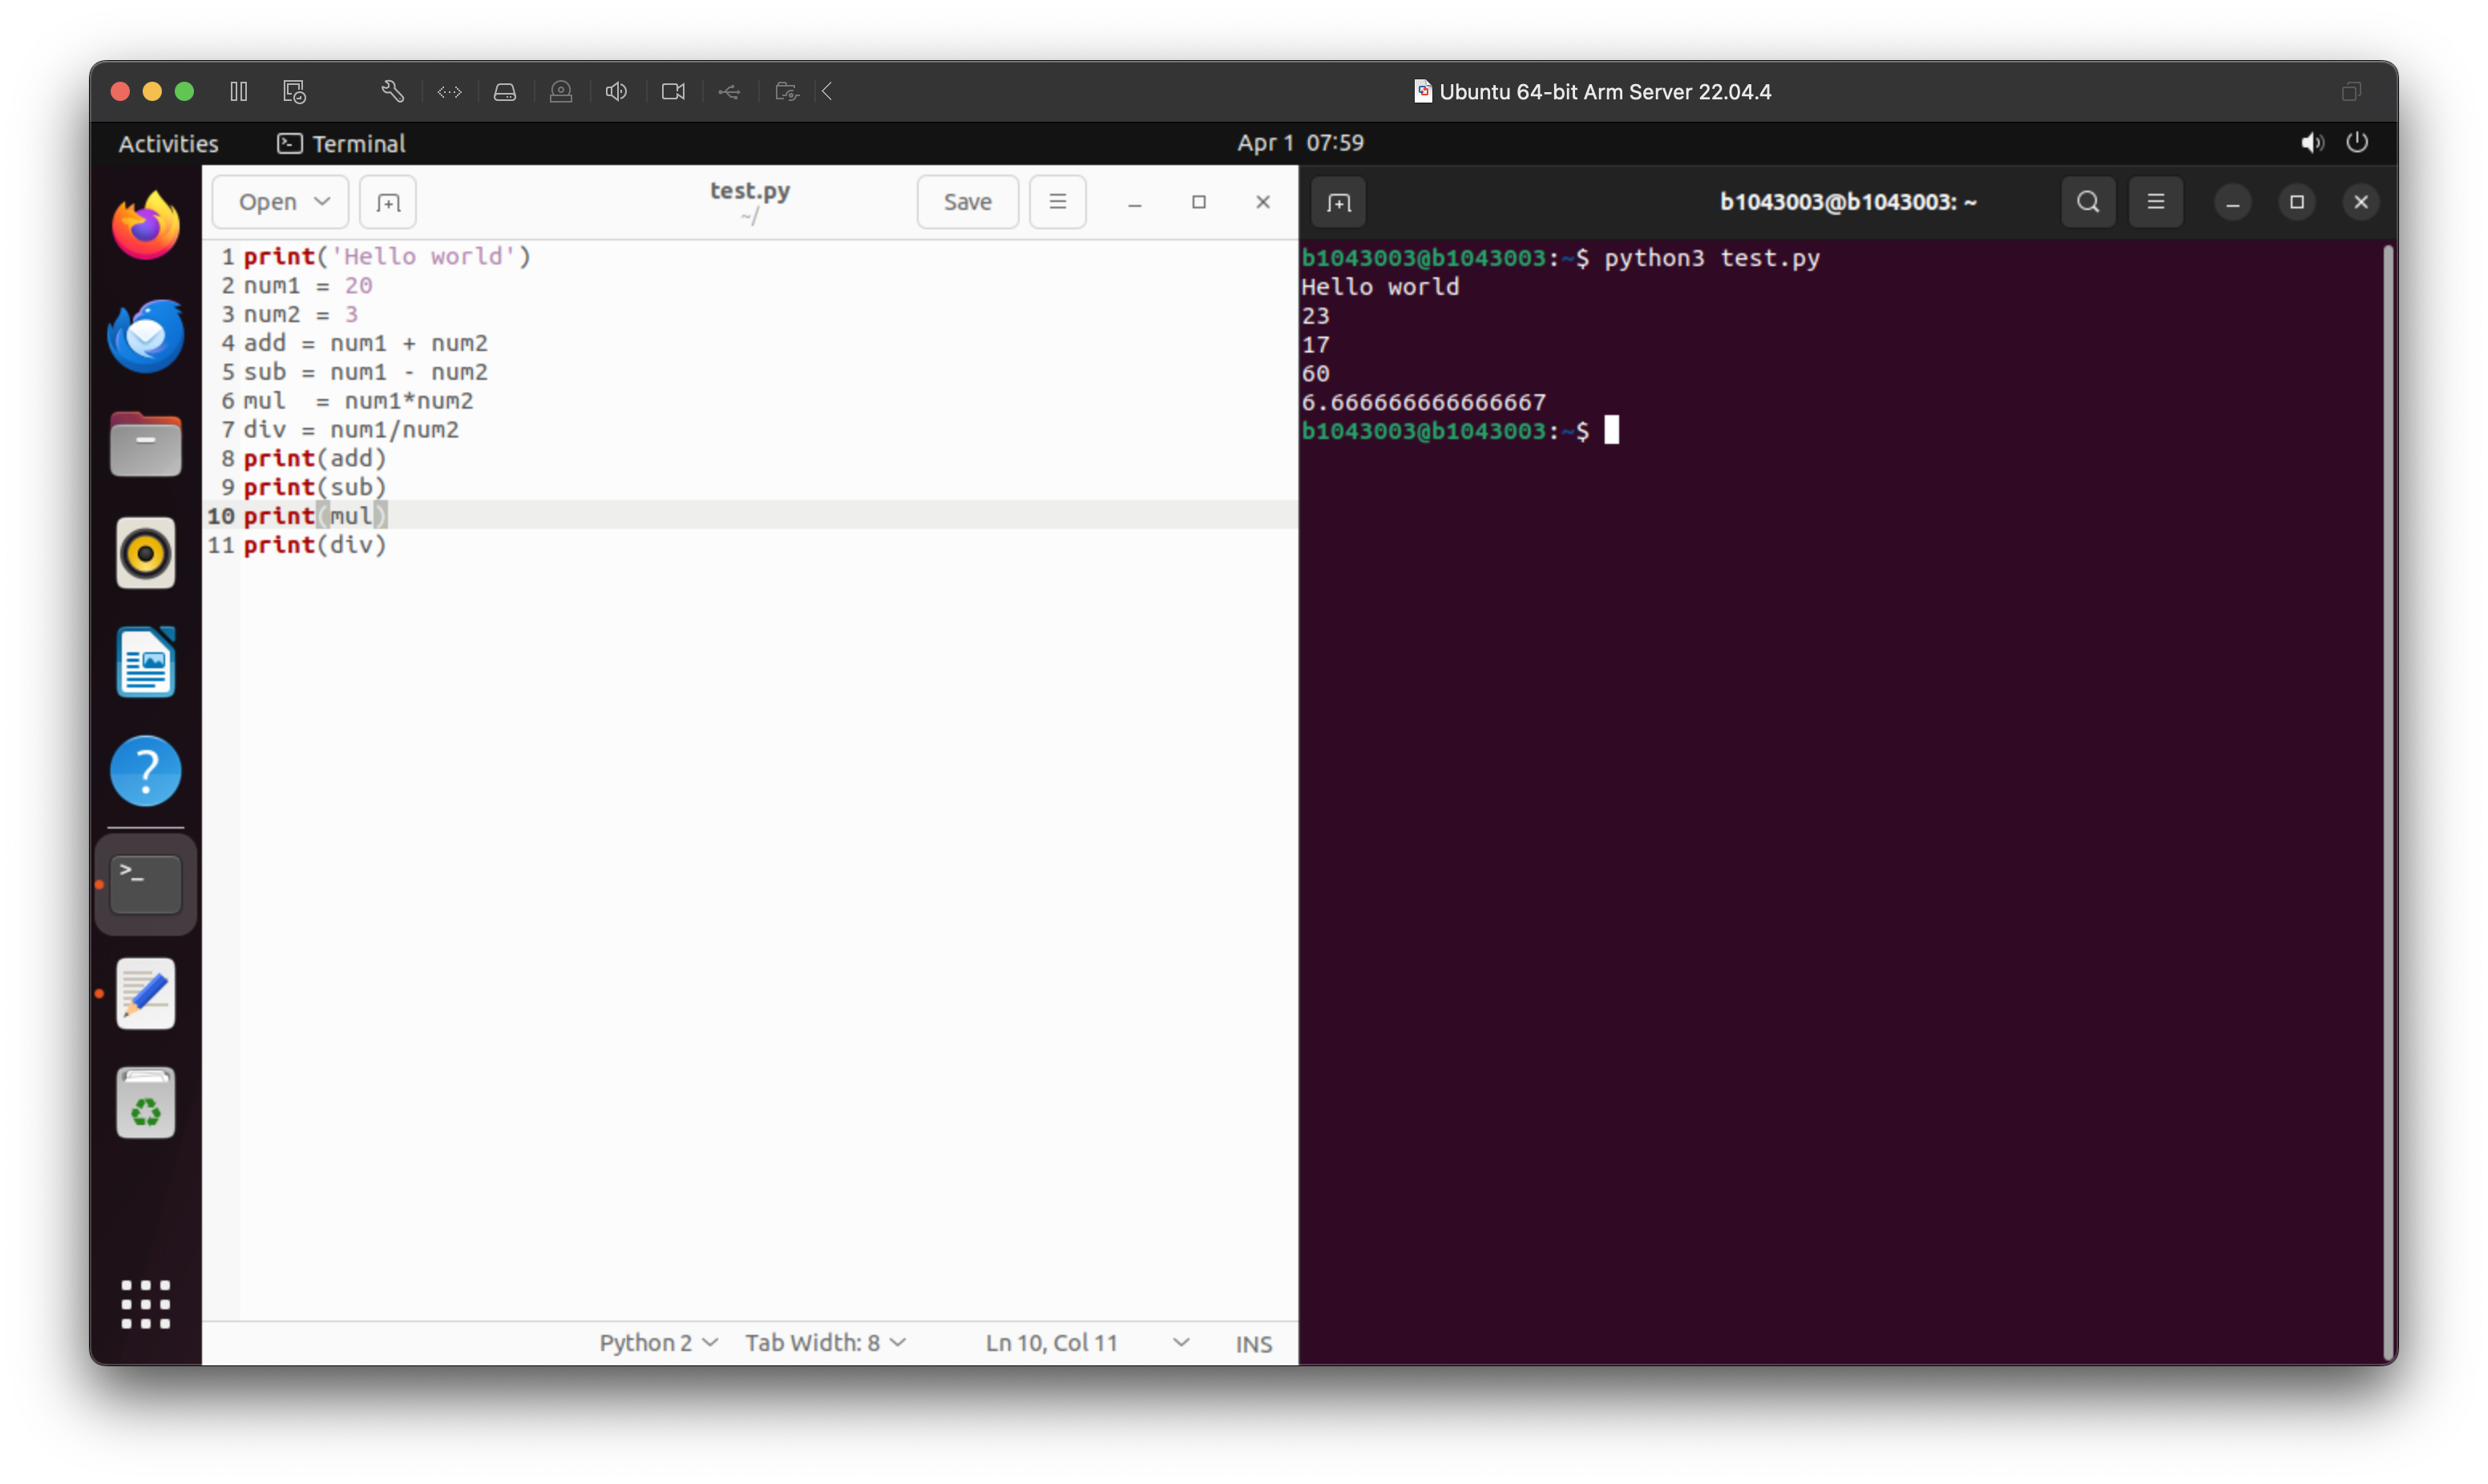 Ubuntu 64-bit Arm Server 22.04.4
Activities
Terminal
Apr 1 07:59
Open
test.py
~/
Save
1 print('Hello world')
2 num1 = 20
3 num2 = 3
4 add = num1 + num2
5 sub = num1 - num2
6 mul  = num1*num2
7 div = num1/num2
8 print(add)
9 print(sub)
10 print(mul)
11 print(div)
Python 2
Tab Width: 8
Ln 10, Col 11
INS
b1043003@b1043003: ~
b1043003@b1043003:~$ python3 test.py
Hello world
23
17
60
6.666666666666667
b1043003@b1043003:~$